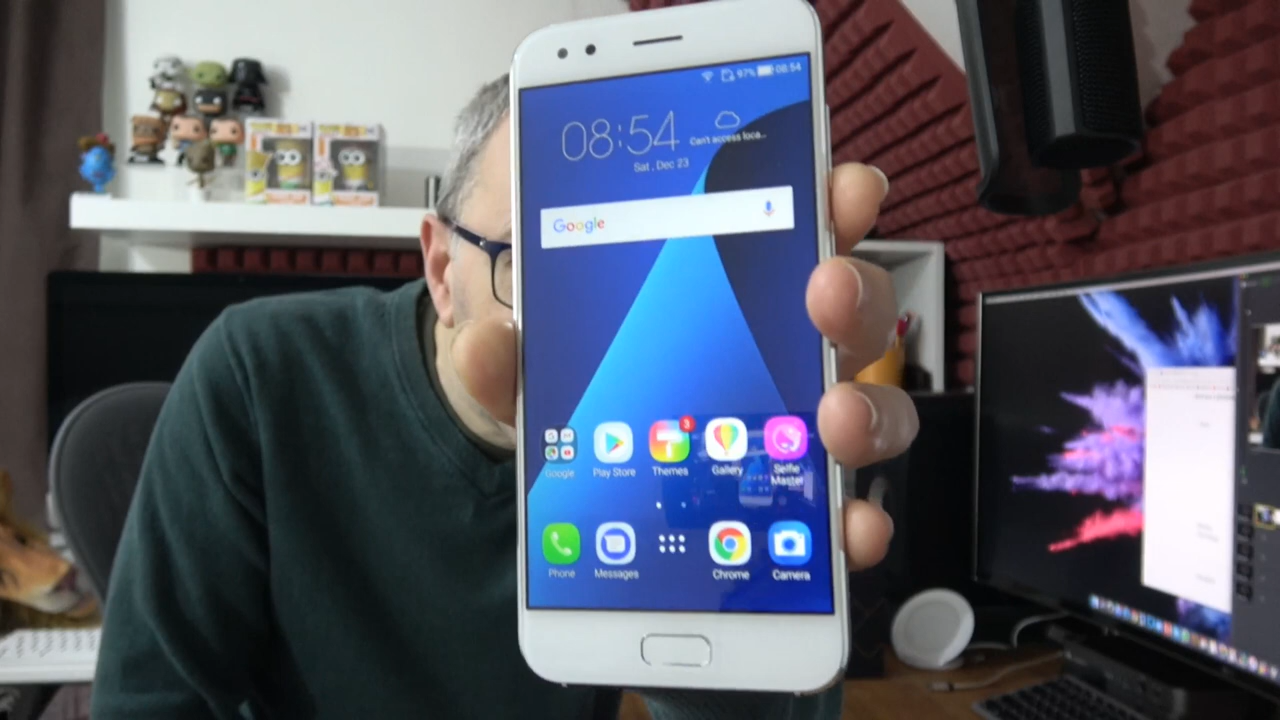 97% 08:54
08:54
Can't access loca...
Sat, Dec 23
Google
3
Google Play Store Themes Gallery Selfie Master
Phone Messages Chrome Camera